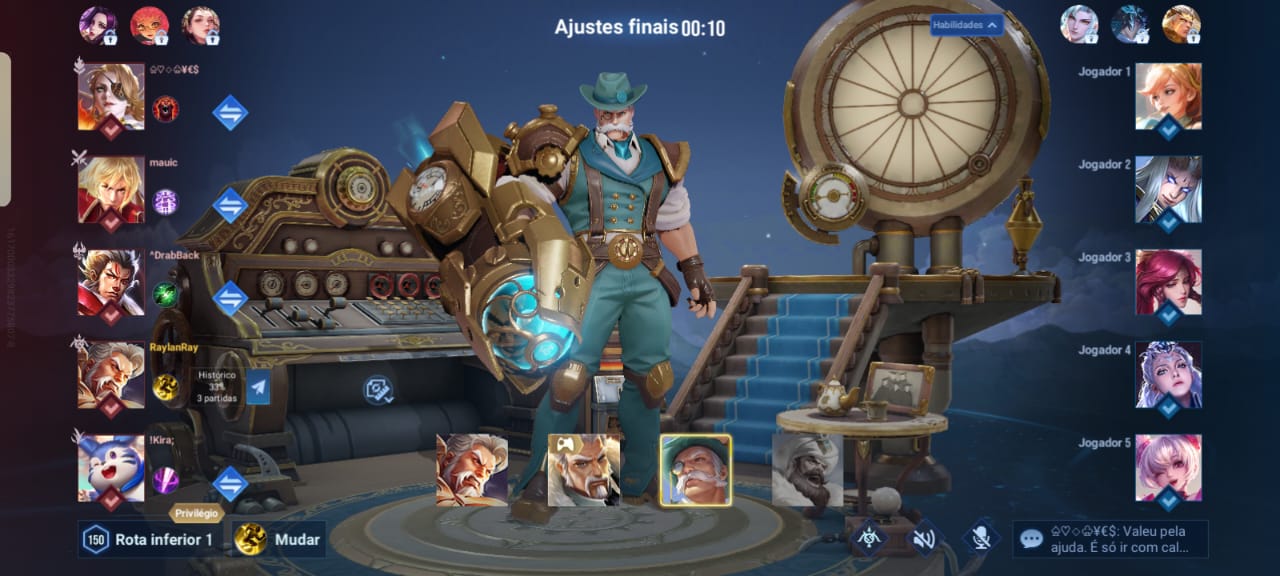 Ajustes finais 00:10
Habilidades
♤♡◇♧¥€$
mauic
^DrabBack
RaylanRay
Histórico
33%
3 partidas
!Kira;
Privilégio
150 Rota inferior 1
Mudar
Jogador 1
Jogador 2
Jogador 3
Jogador 4
Jogador 5
♤♡◇♧¥€$: Valeu pela
ajuda. É só ir com cal...